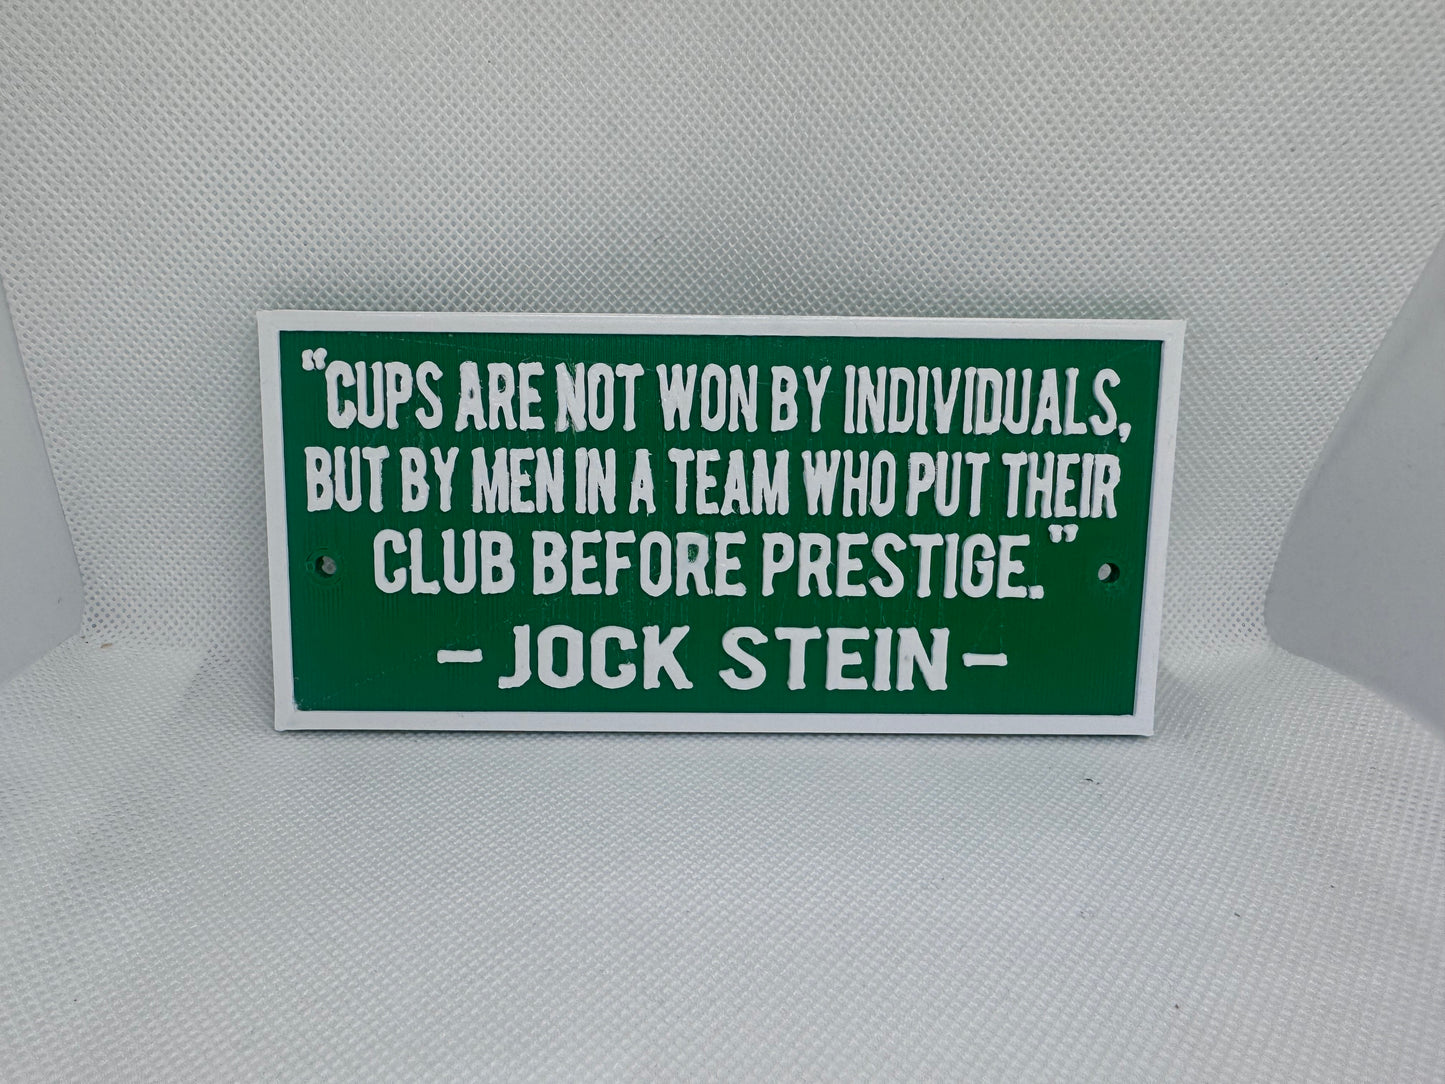 “CUPS ARE NOT WON BY INDIVIDUALS,
BUT BY MEN IN A TEAM WHO PUT THEIR
CLUB BEFORE PRESTIGE.”
- JOCK STEIN -